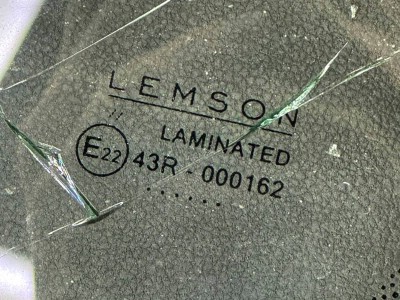 LEMSON
LAMINATED
E22 43R - 000162